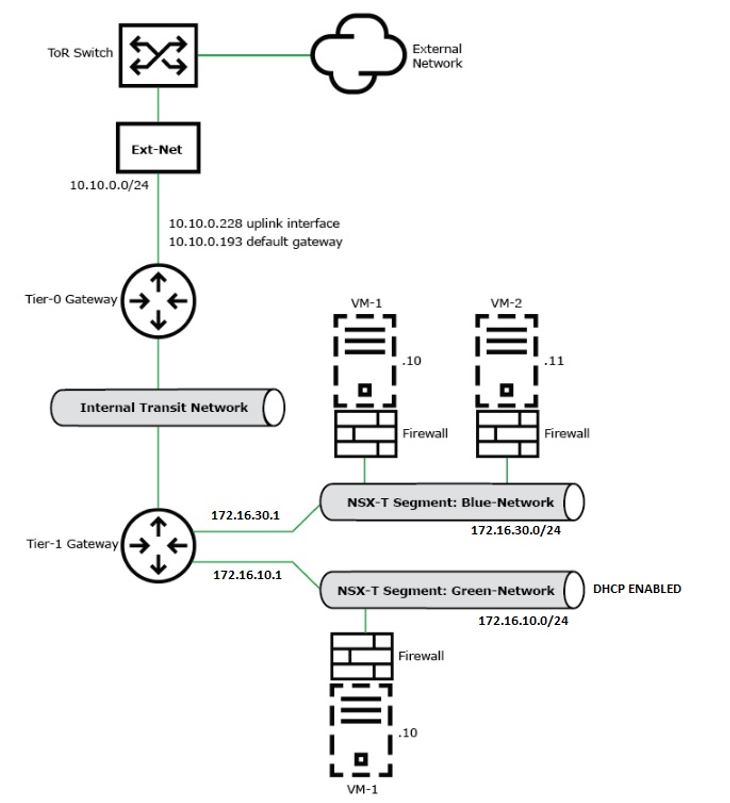 ToR Switch
External
Network
Ext-Net
10.10.0.0/24
10.10.0.228 uplink interface
10.10.0.193 default gateway
Tier-0 Gateway
VM-1
VM-2
.10
.11
Internal Transit Network
Firewall
Firewall
172.16.30.1
NSX-T Segment: Blue-Network
172.16.30.0/24
Tier-1 Gateway
172.16.10.1
NSX-T Segment: Green-Network
DHCP ENABLED
172.16.10.0/24
Firewall
.10
VM-1